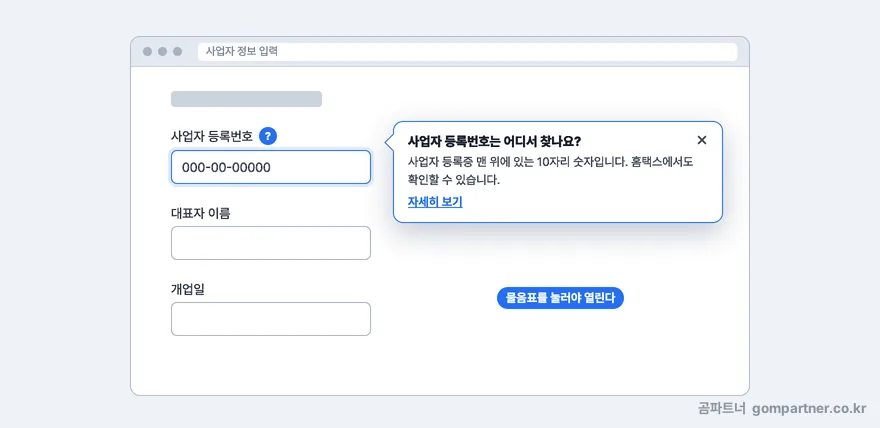 사업자 정보 입력
사업자 등록번호 ?
000-00-00000
사업자 등록번호는 어디서 찾나요?
사업자 등록증 맨 위에 있는 10자리 숫자입니다. 홈택스에서도
확인할 수 있습니다.
자세히 보기
대표자 이름
개업일
물음표를 눌러야 열린다
곰파트너 gompartner.co.kr